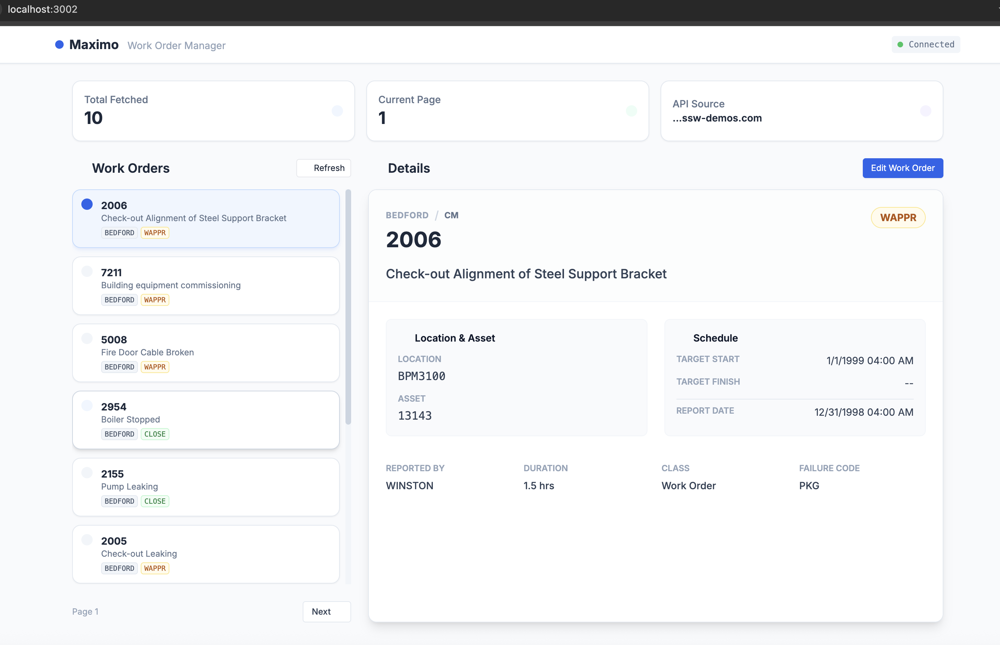 localhost:3002
Maximo Work Order Manager
Connected
Total Fetched
10
Current Page
1
API Source
...ssw-demos.com
Work Orders
Refresh
2006
Check-out Alignment of Steel Support Bracket
BEDFORD WAPPR
7211
Building equipment commissioning
BEDFORD WAPPR
5008
Fire Door Cable Broken
BEDFORD WAPPR
2954
Boiler Stopped
BEDFORD CLOSE
2155
Pump Leaking
BEDFORD CLOSE
2005
Check-out Leaking
BEDFORD WAPPR
Page 1
Next
Details
Edit Work Order
BEDFORD / CM
WAPPR
2006
Check-out Alignment of Steel Support Bracket
Location & Asset
LOCATION
BPM3100
ASSET
13143
Schedule
TARGET START 1/1/1999 04:00 AM
TARGET FINISH --
REPORT DATE 12/31/1998 04:00 AM
REPORTED BY
WINSTON
DURATION
1.5 hrs
CLASS
Work Order
FAILURE CODE
PKG